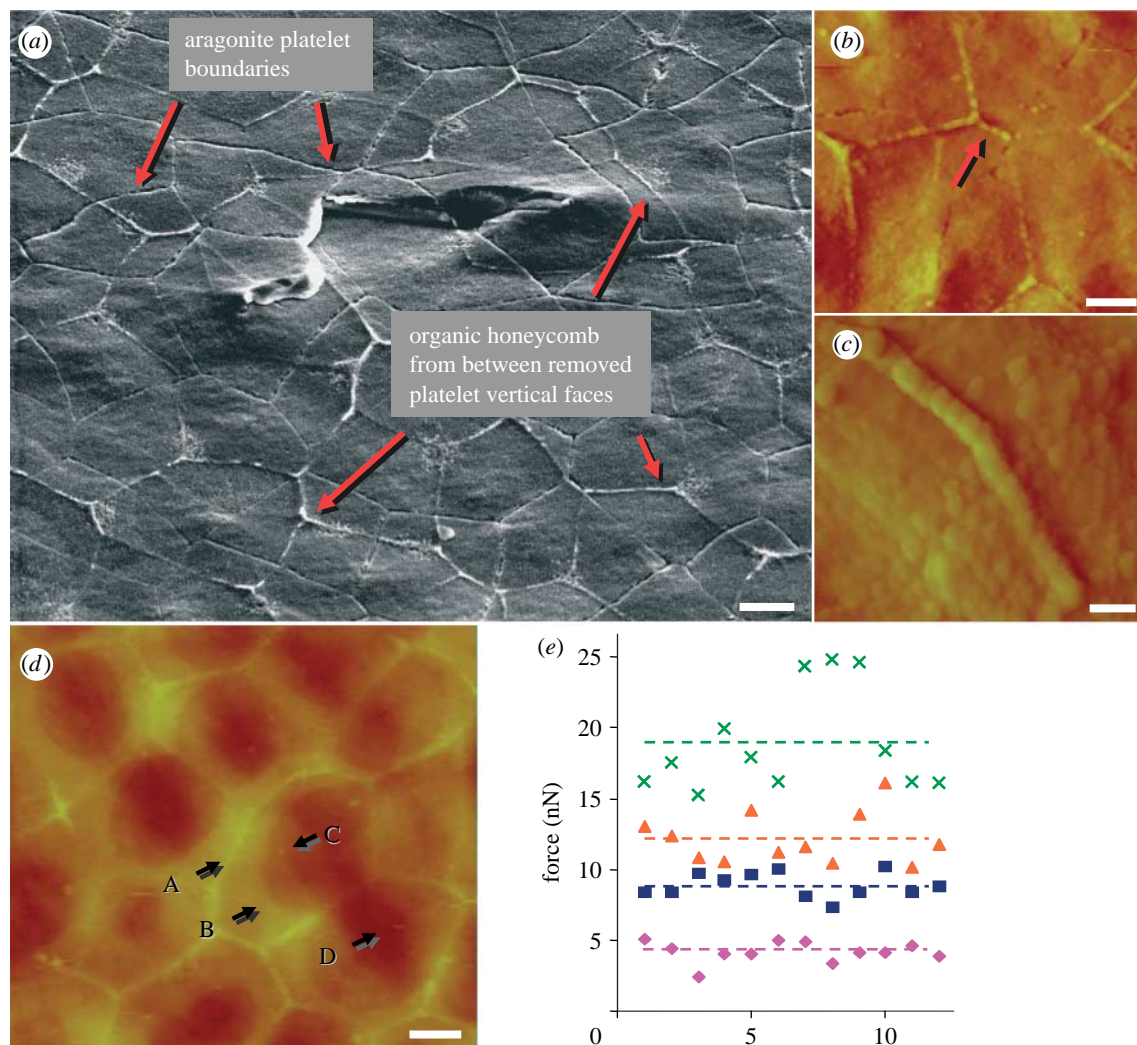 (a)
aragonite platelet
boundaries
organic honeycomb
from between removed
platelet vertical faces
(b)
(c)
(d)
A
B
C
D
(e)
force (nN)
25
20
15
10
5
0
5
10